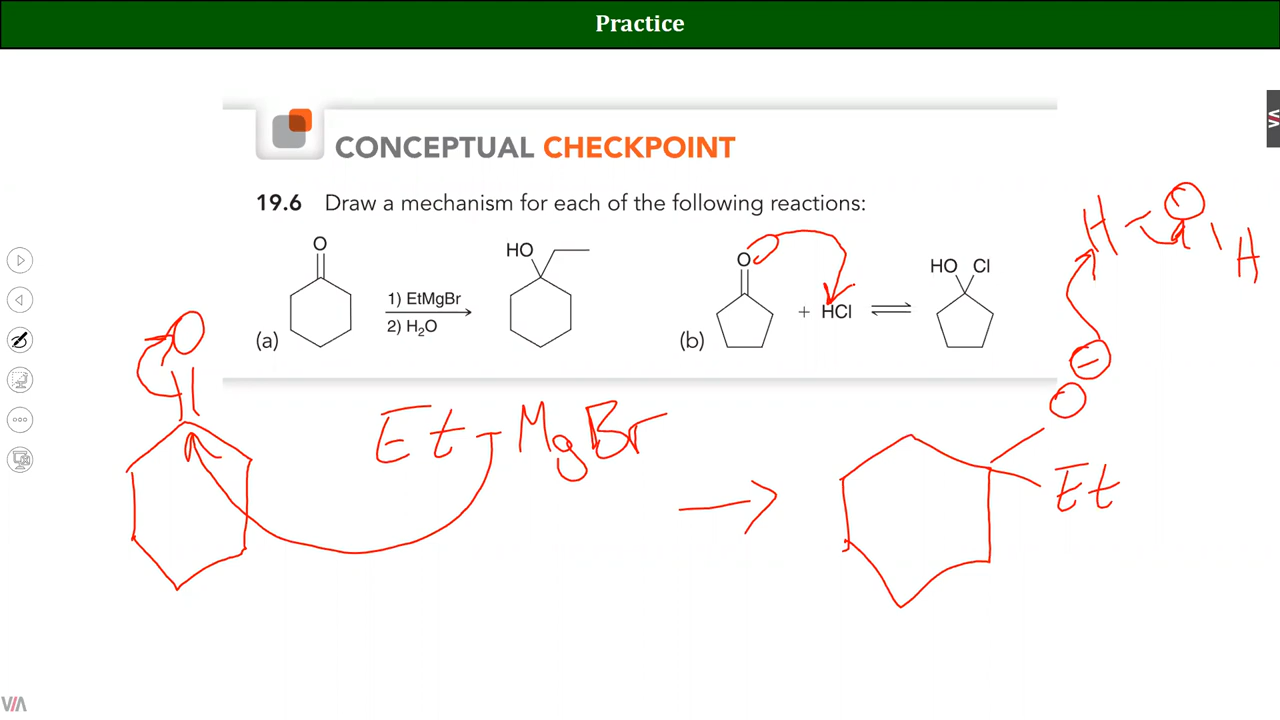 Practice
CONCEPTUAL CHECKPOINT
19.6 Draw a mechanism for each of the following reactions:
(a)
O
1) EtMgBr
2) H₂O
HO
(b)
O
+ HCl
HO Cl
O
Et - MgBr
O
Et
H
O
H
VIA